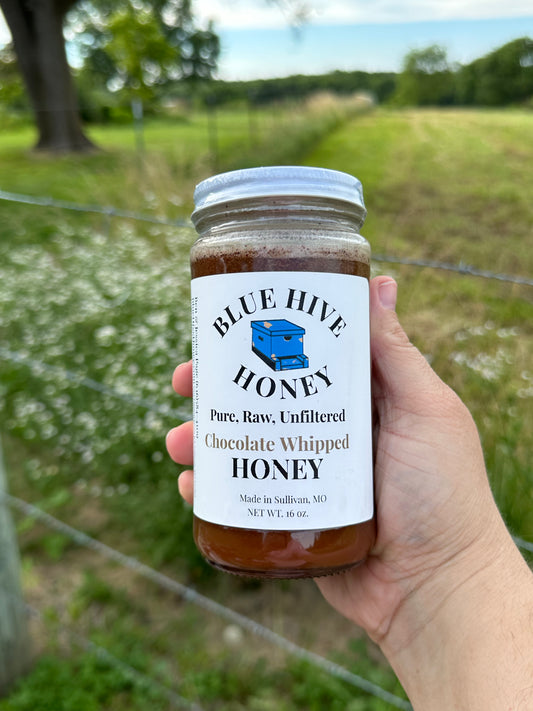 BLUE HIVE
HONEY
Pure, Raw, Unfiltered
Chocolate Whipped
HONEY
Made in Sullivan, MO
NET WT. 16 oz.